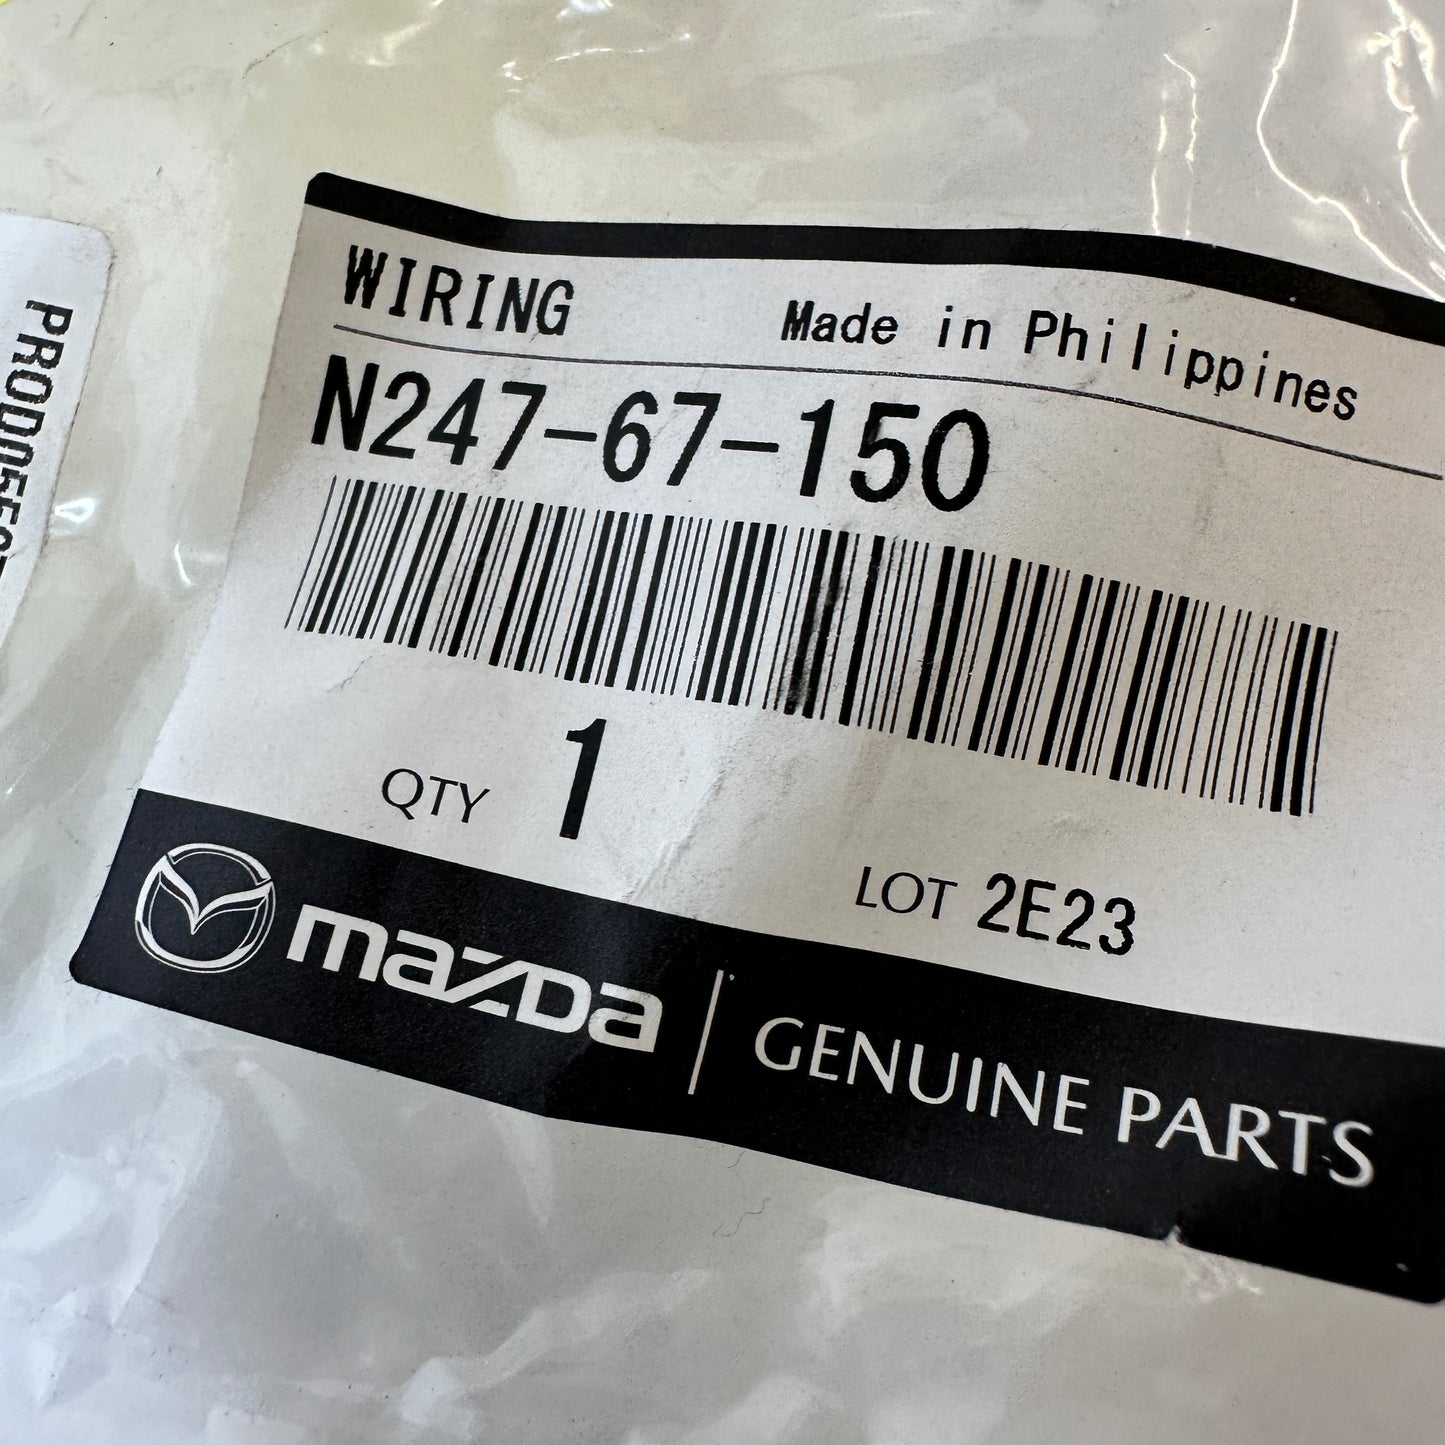 WIRING Made in Philippines
N247-67-150
QTY 1
LOT 2E23
mazda GENUINE PARTS